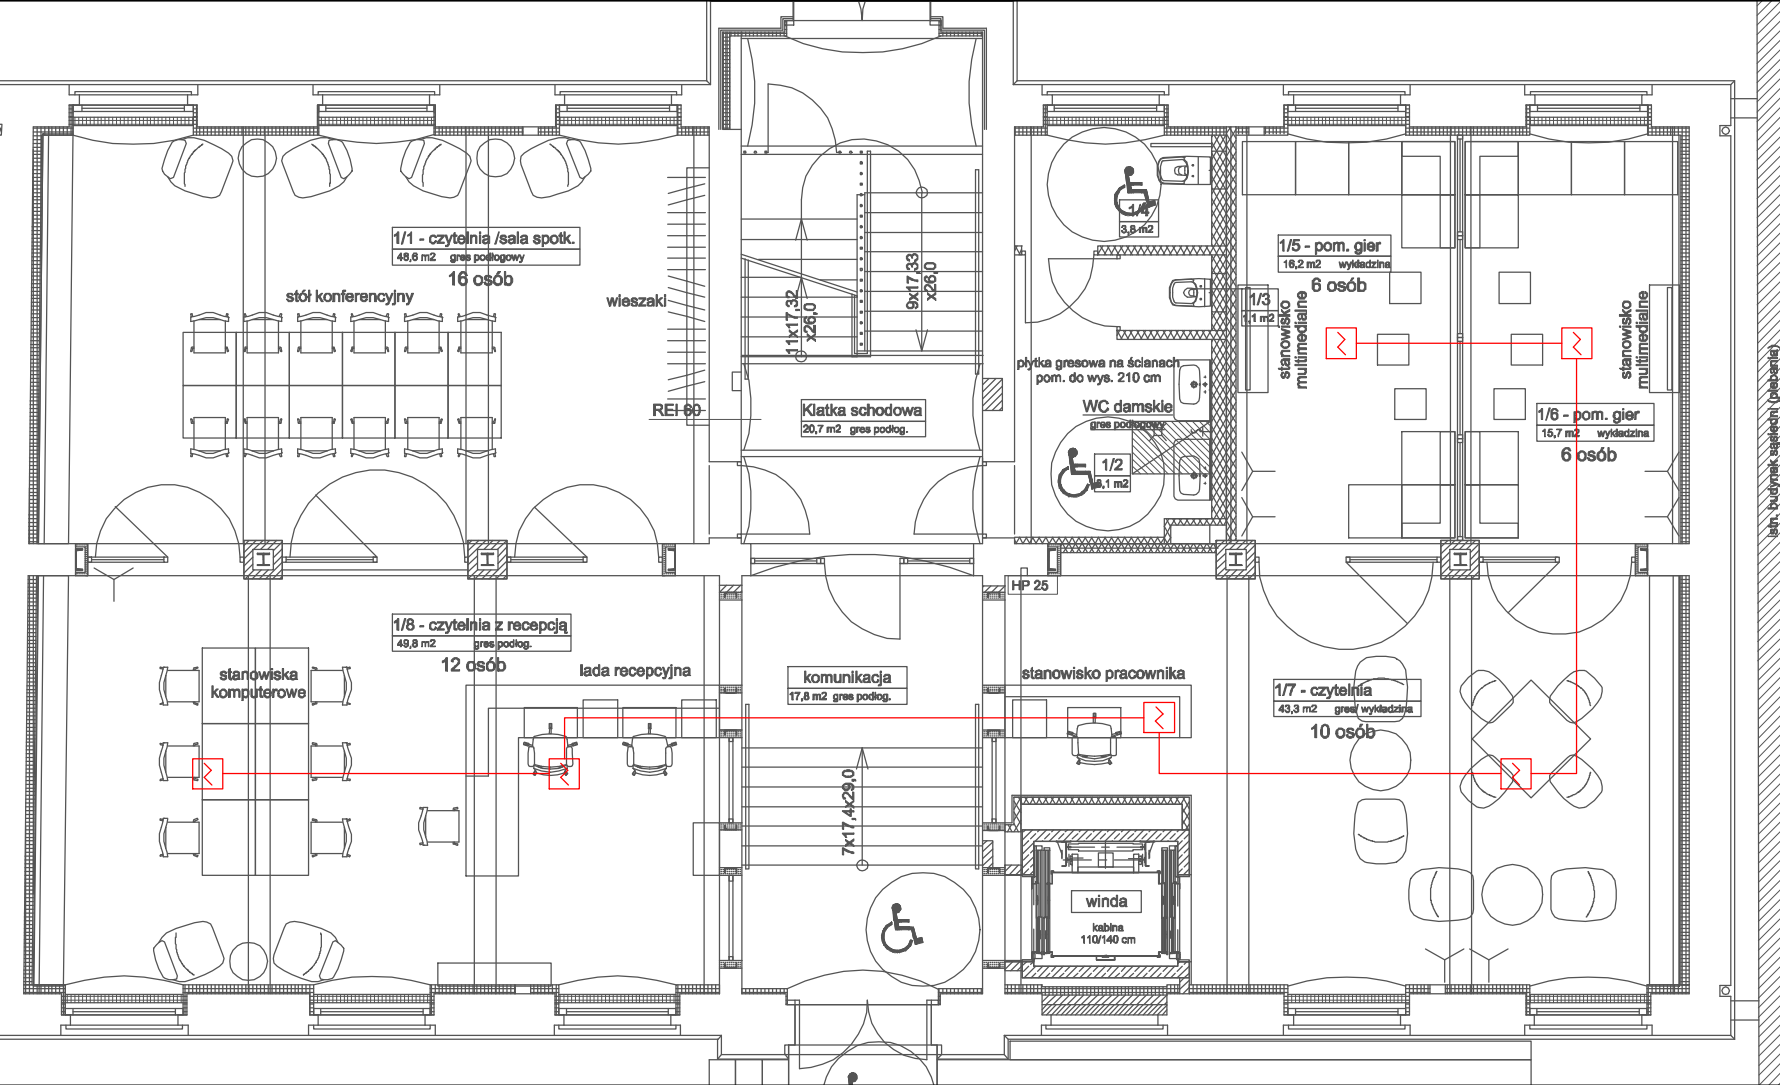 1/1 - czytelnia /sala spotk.
48,6 m2 gres podłogowy
16 osób
stół konferencyjny
wieszaki
REI 60
11x17,32
x26,0
9x17,33
x26,0
Klatka schodowa
20,7 m2 gres podłog.
1/4
3,8 m2
1/3
1,1 m2
płytka gresowa na ścianach
pom. do wys. 210 cm
WC damskie
gres podłogowy
1/2
1/5 - pom. gier
16,2 m2 wykładzina
6 osób
stanowisko
multimedialne
stanowisko
multimedialne
1/6 - pom. gier
15,7 m2 wykładzina
6 osób
istn. budynek sąsiedni (plebania)
HP 25
1/8 - czytelnia z recepcją
49,8 m2 gres podłog.
12 osób
stanowiska
komputerowe
lada recepcyjna
komunikacja
17,8 m2 gres podłog.
7x17,4x29,0
stanowisko pracownika
1/7 - czytelnia
43,3 m2 gres/ wykładzina
10 osób
winda
kabina
110/140 cm